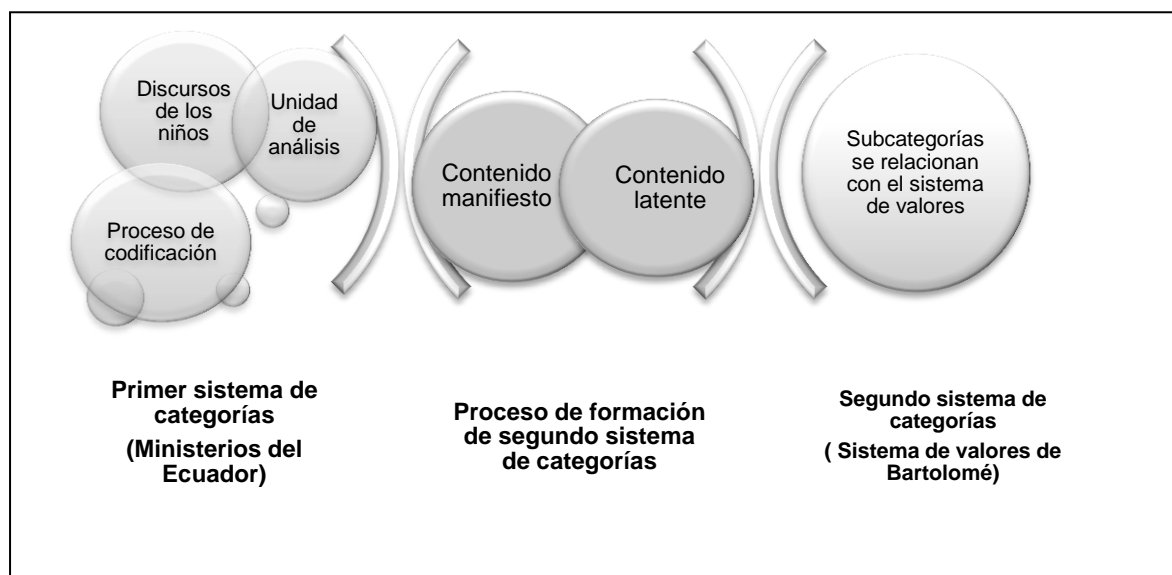 Discursos
de los
niños
Unidad
de
análisis
Proceso de
codificación
Contenido
manifiesto
Contenido
latente
Subcategorías
se relacionan
con el sistema
de valores
Primer sistema de
categorías
(Ministerios del
Ecuador)
Proceso de formación
de segundo sistema
de categorías
Segundo sistema de
categorías
( Sistema de valores de
Bartolomé)